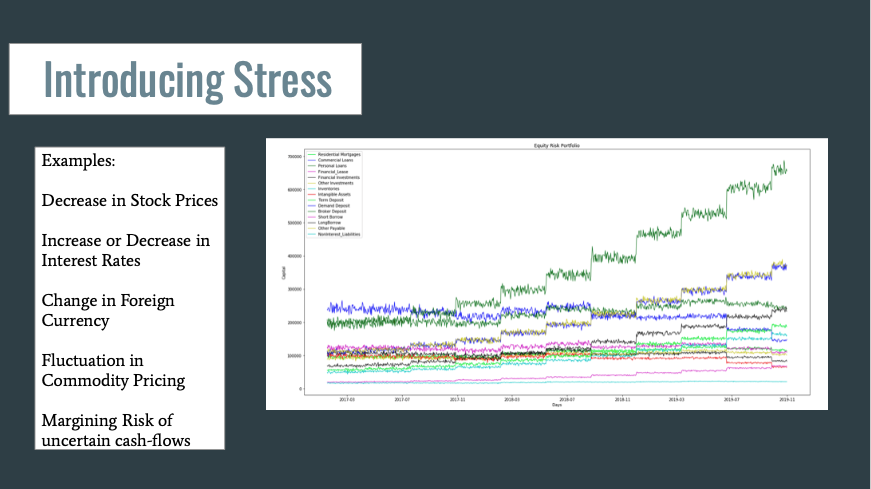 Introducing Stress
Examples:
Decrease in Stock Prices
Increase or Decrease in
Interest Rates
Change in Foreign
Currency
Fluctuation in
Commodity Pricing
Margining Risk of
uncertain cash-flows
Equity Risk Portfolio
Residential Mortgages
Commercial Loans
Personal Loans
Financial_Lease
Financial Investments
Other Investments
Inventories
Intangible Assets
Term Deposit
Demand Deposit
Broker Deposit
Short Borrow
LongBorrow
Other Payable
Noninterest_Liabilities
Capital
700000
600000
500000
400000
300000
200000
100000
0
2017-03 2017-07 2017-11 2018-03 2018-07 2018-11 2019-03 2019-07 2019-11
Days